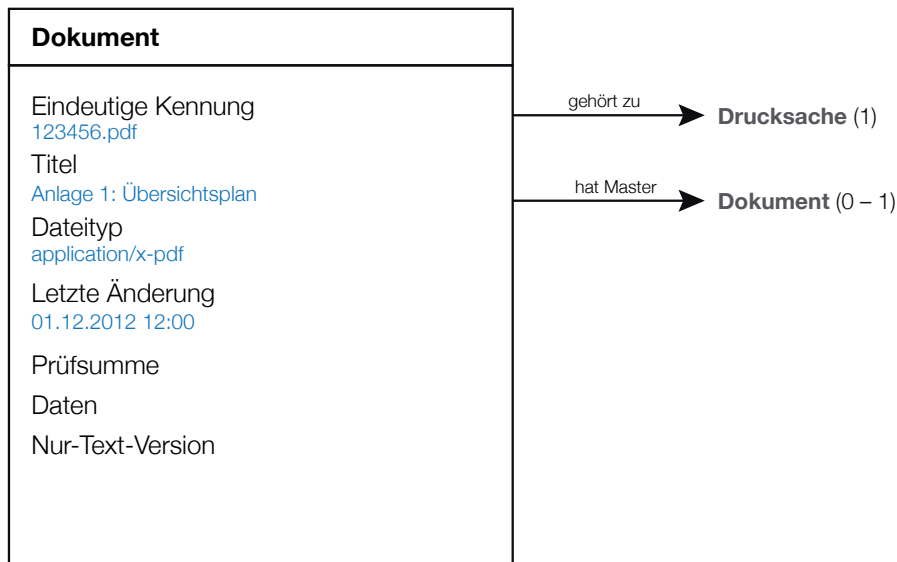 Dokument
Eindeutige Kennung
123456.pdf
Titel
Anlage 1: Übersichtsplan
Dateityp
application/x-pdf
Letzte Änderung
01.12.2012 12:00
Prüfsumme
Daten
Nur-Text-Version
gehört zu
Drucksache (1)
hat Master
Dokument (0 – 1)